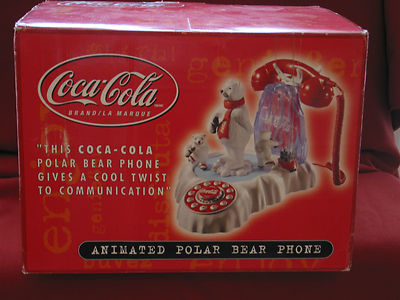 Coca-Cola
BRAND/LA MARQUE
"THIS COCA-COLA
POLAR BEAR PHONE
GIVES A COOL TWIST
TO COMMUNICATION"
ANIMATED POLAR BEAR PHONE